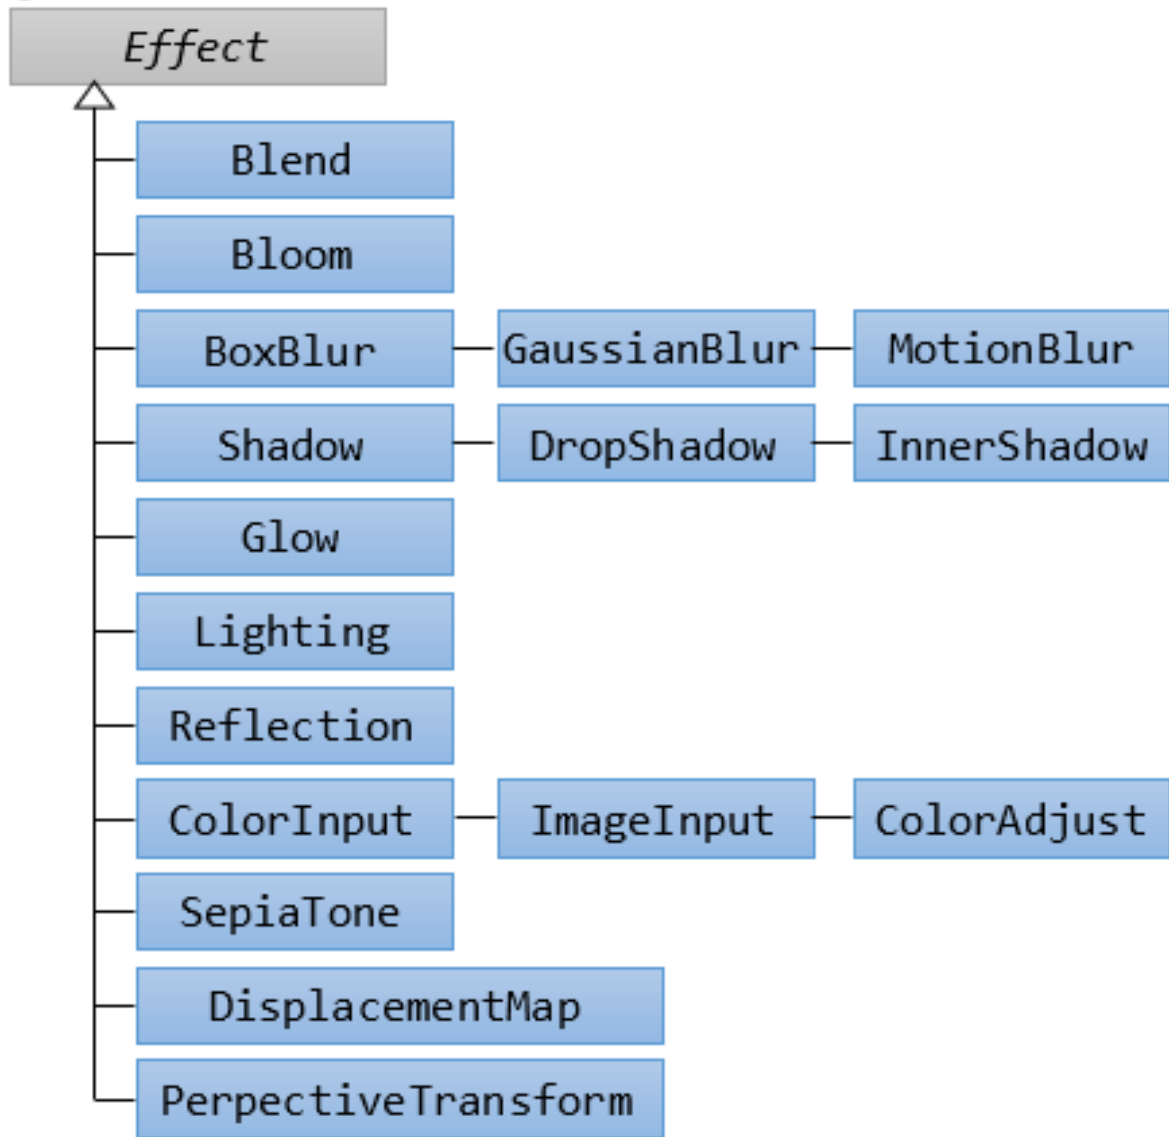 Effect
Blend
Bloom
BoxBlur GaussianBlur MotionBlur
Shadow DropShadow InnerShadow
Glow
Lighting
Reflection
ColorInput ImageInput ColorAdjust
SepiaTone
DisplacementMap
PerpectiveTransform